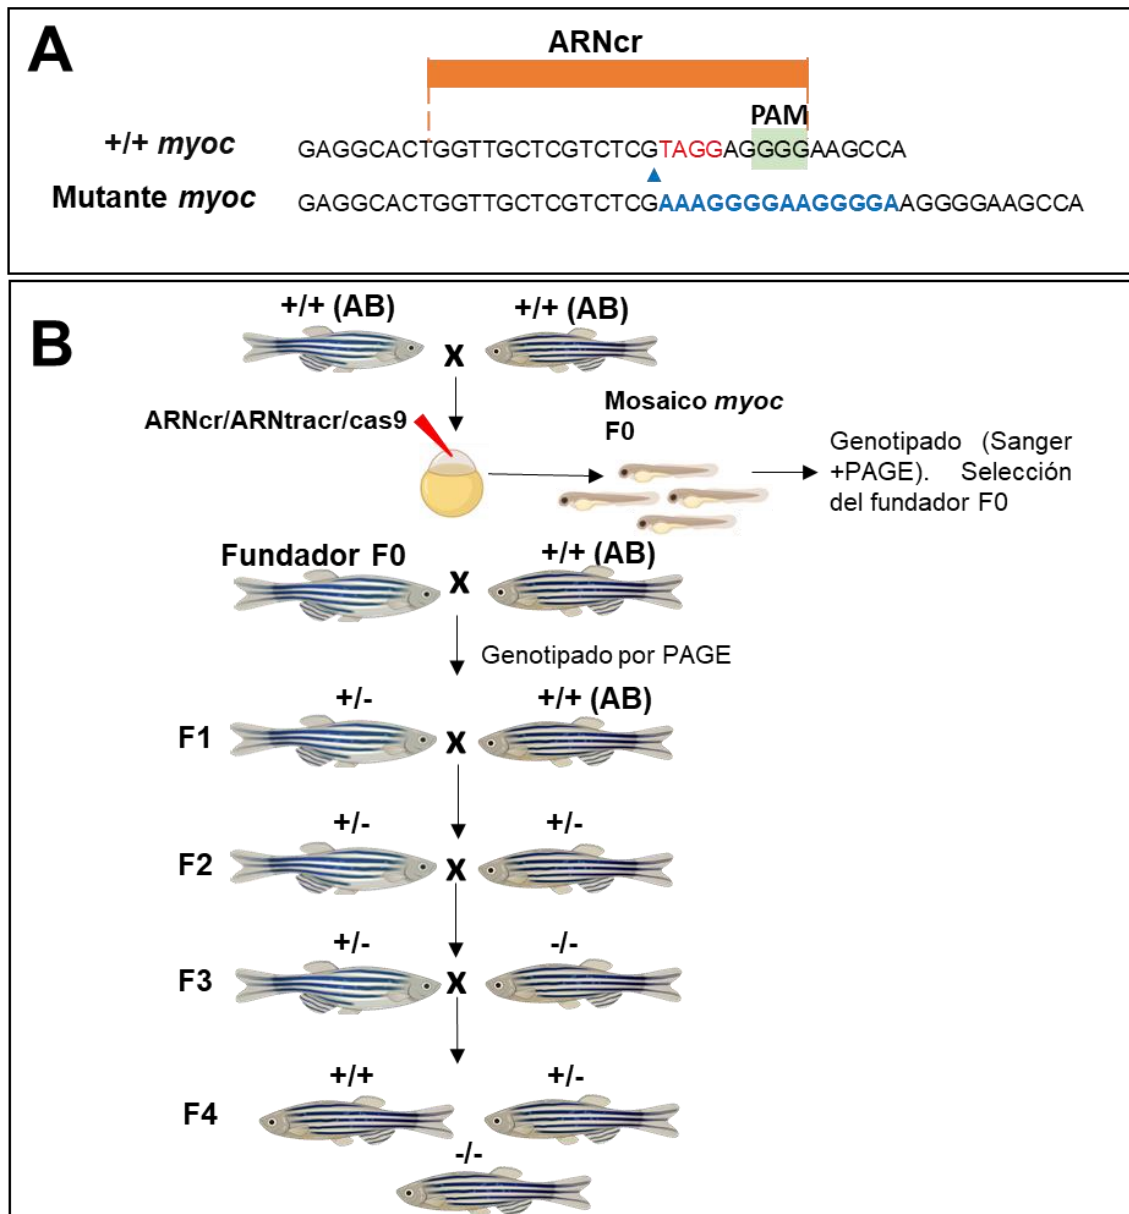 A
ARNcr
PAM
+/+ myoc
GAGGCACTGGTTGCTCGTCTCGTAGGAGGGGAAGCCA
Mutante myoc
GAGGCACTGGTTGCTCGTCTCGAAAGGGGAAGGGGAAGGGGAAGCCA
B
+/+ (AB)
+/+ (AB)
X
ARNcr/ARNtracr/cas9
Mosaico myoc
F0
Genotipado (Sanger
+PAGE). Selección
del fundador F0
Fundador F0
+/+ (AB)
X
Genotipado por PAGE
+/-
+/+ (AB)
F1
X
+/-
+/-
F2
X
+/-
-/-
F3
X
+/+
+/-
F4
-/-